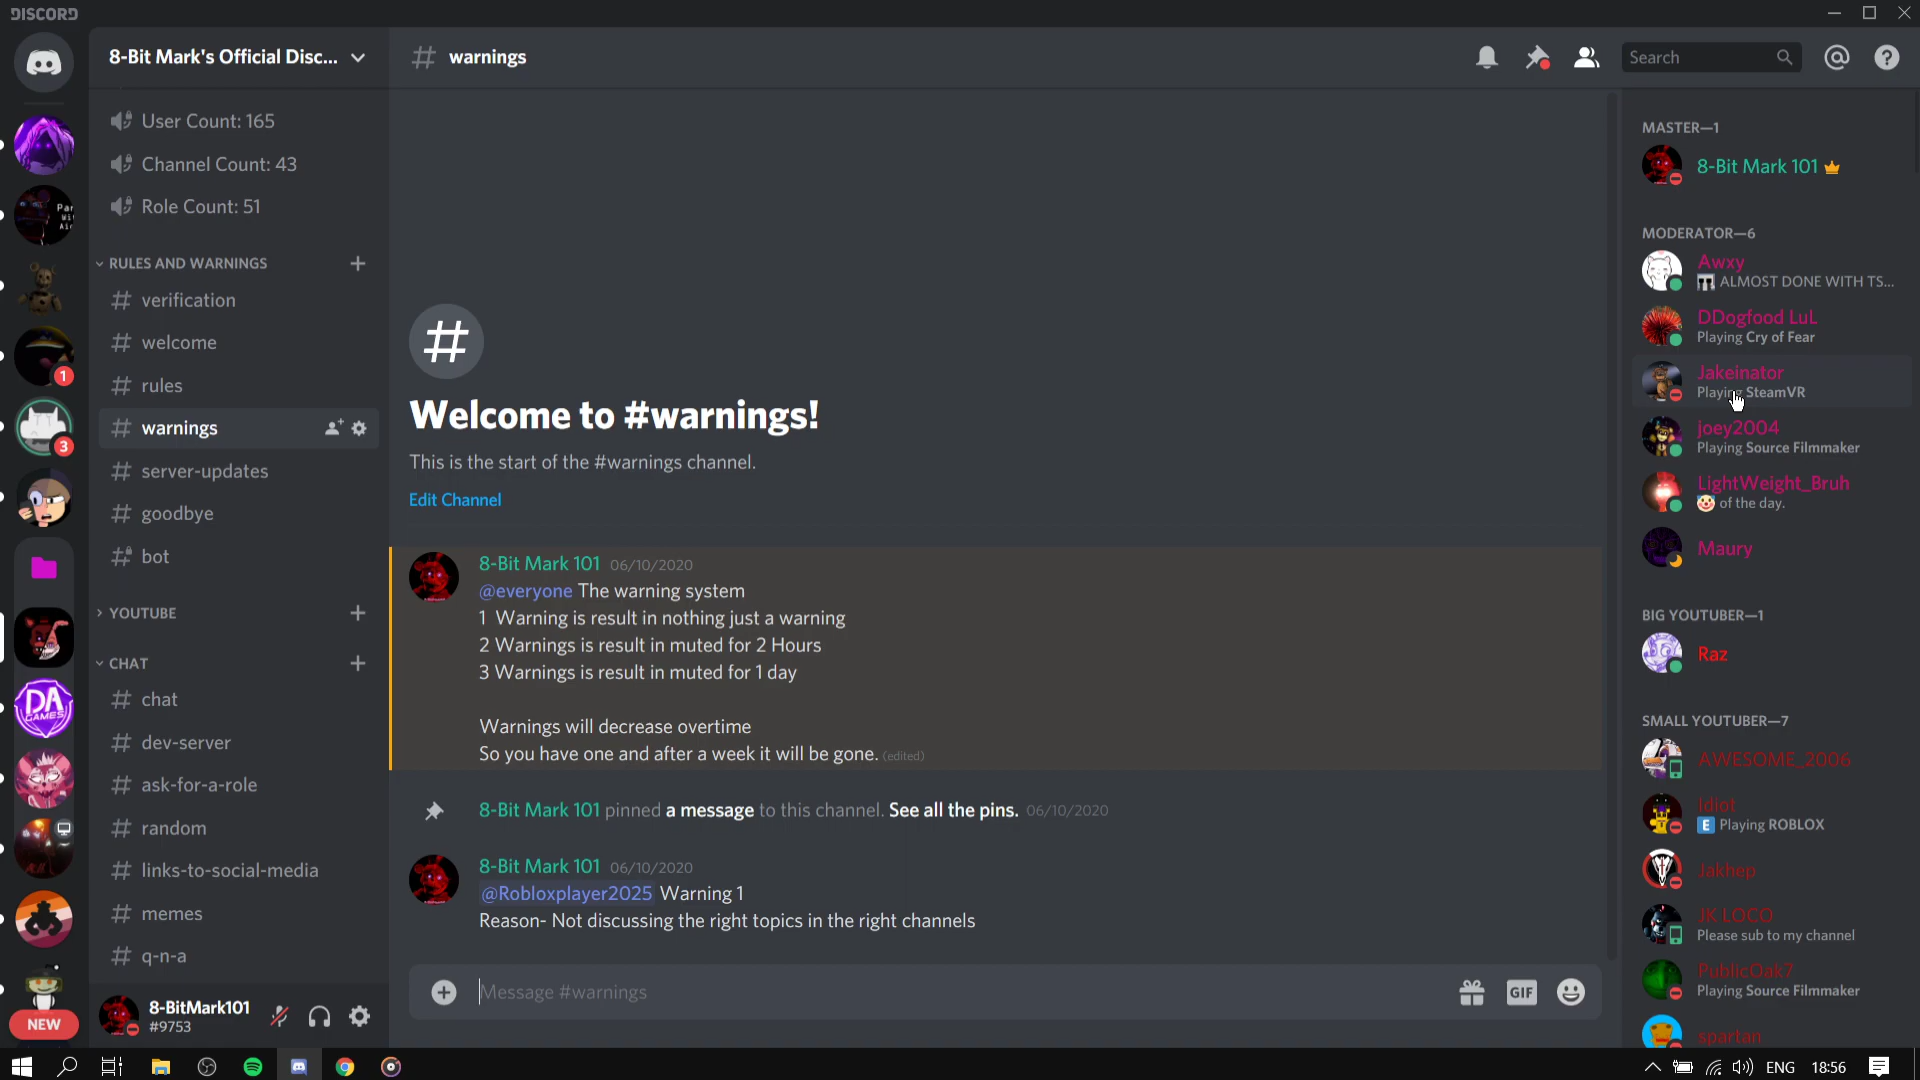 DISCORD
8-Bit Mark's Official Disc...
User Count: 165
Channel Count: 43
Role Count: 51
RULES AND WARNINGS
verification
welcome
rules
warnings
server-updates
goodbye
bot
YOUTUBE
CHAT
chat
dev-server
ask-for-a-role
random
links-to-social-media
memes
q-n-a
8-BitMark101
#9753
1
3
DA
GAMES
NEW
# warnings
Search
Welcome to #warnings!
This is the start of the #warnings channel.
Edit Channel
8-Bit Mark 101 06/10/2020
@everyone The warning system
1 Warning is result in nothing just a warning
2 Warnings is result in muted for 2 Hours
3 Warnings is result in muted for 1 day
Warnings will decrease overtime
So you have one and after a week it will be gone. (edited)
8-Bit Mark 101 pinned a message to this channel. See all the pins. 06/10/2020
8-Bit Mark 101 06/10/2020
@Robloxplayer2025 Warning 1
Reason- Not discussing the right topics in the right channels
Message #warnings
GIF
MASTER—1
8-Bit Mark 101
MODERATOR—6
Awxy
ALMOST DONE WITH TS...
DDogfood LuL
Playing Cry of Fear
Jakeinator
Playing SteamVR
joey2004
Playing Source Filmmaker
LightWeight_Bruh
of the day.
Maury
BIG YOUTUBER—1
Raz
SMALL YOUTUBER—7
AWESOME_2006
Idiot
E Playing ROBLOX
Jakhep
JK LOCO
Please sub to my channel
PublicOak7
Playing Source Filmmaker
spartan
ENG
18:56